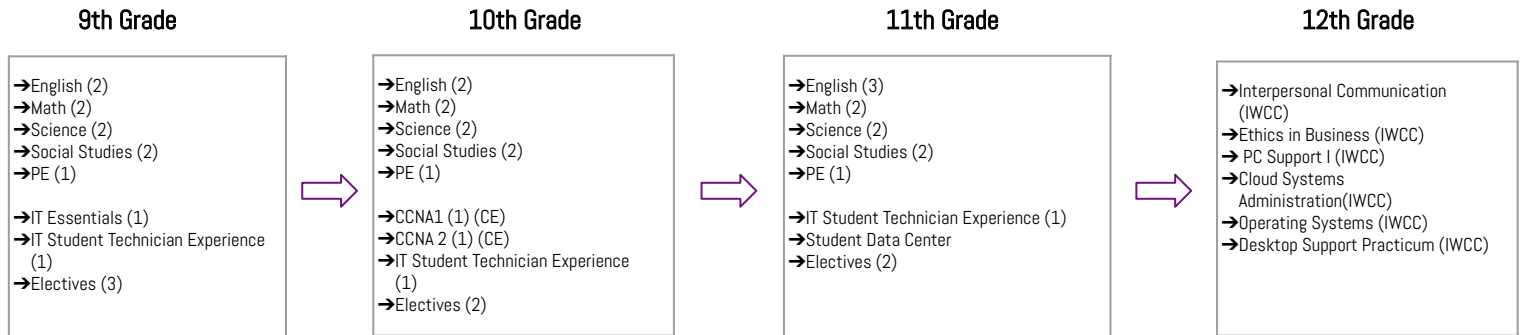 9th Grade
➔English (2)
➔Math (2)
➔Science (2)
➔Social Studies (2)
➔PE (1)
➔IT Essentials (1)
➔IT Student Technician Experience
(1)
➔Electives (3)
10th Grade
➔English (2)
➔Math (2)
➔Science (2)
➔Social Studies (2)
➔PE (1)
➔CCNA1 (1) (CE)
➔CCNA 2 (1) (CE)
➔IT Student Technician Experience
(1)
➔Electives (2)
11th Grade
➔English (3)
➔Math (2)
➔Science (2)
➔Social Studies (2)
➔PE (1)
➔IT Student Technician Experience (1)
➔Student Data Center
➔Electives (2)
12th Grade
➔Interpersonal Communication
(IWCC)
➔Ethics in Business (IWCC)
➔ PC Support I (IWCC)
➔Cloud Systems
Administration(IWCC)
➔Operating Systems (IWCC)
➔Desktop Support Practicum (IWCC)